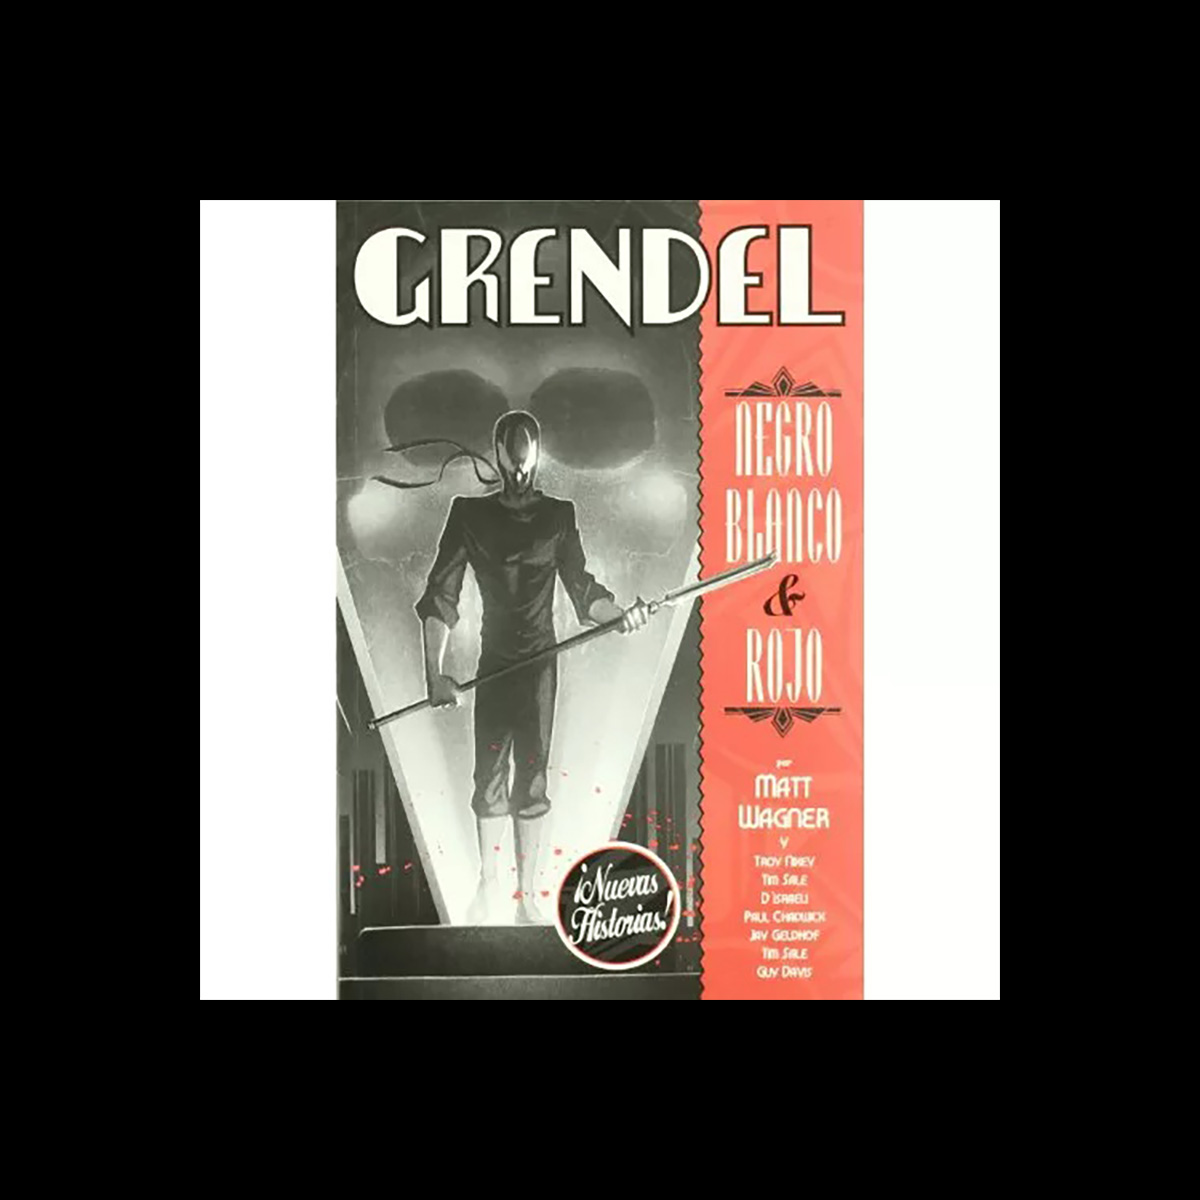 GRENDEL
NEGRO
BLANCO
&
ROJO
por
MATT
WAGNER
Y
TROY NIXEY
TIM SALE
D'ISRAELI
PAUL CHADWICK
JAY GELDHOF
TIM SALE
GUY DAVIS
¡Nuevas
Historias!